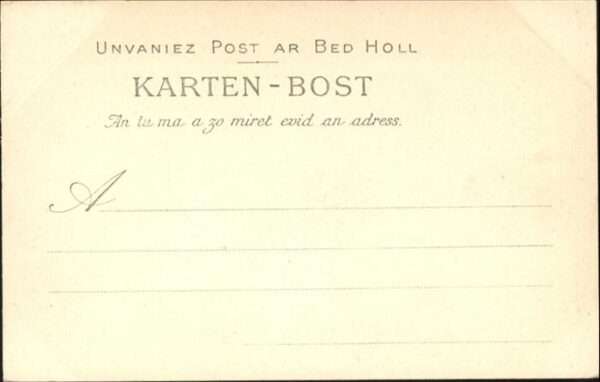 UNVANIEZ POST AR BED HOLL
KARTEN-BOST
An tu ma a zo miret evid an adress.
A